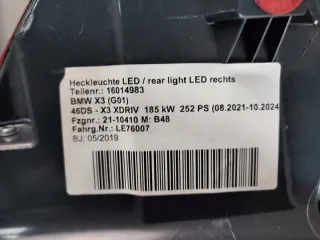 Heckleuchte LED / rear light LED rechts
Teilenr.: 16014983
BMW X3 (G01)
46DS - X3 XDRIV 185 kW 252 PS (08.2021-10.2024
Fzgnr.: 21-10410 M: B48
Fahrg.Nr.: LE76007
BJ: 05/2019